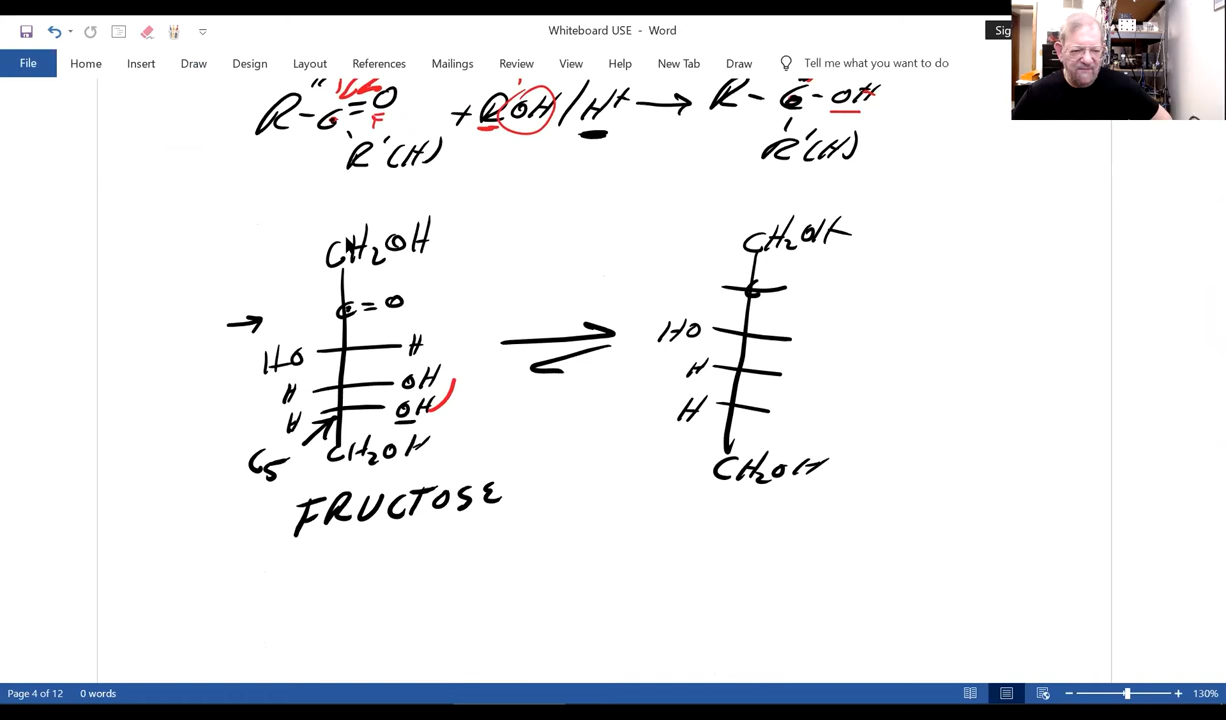 Whiteboard USE - Word
Sig
File Home Insert Draw Design Layout References Mailings Review View Help New Tab Draw Tell me what you want to do
R-C=O + ROH/H+ → R-C-OH
R'(H) R'(H)
CH2OH CH2OH
C=O C
HO H HO
H OH H
H OH H
C5 CH2OH CH2OH
FRUCTOSE
Page 4 of 12 0 words 130%